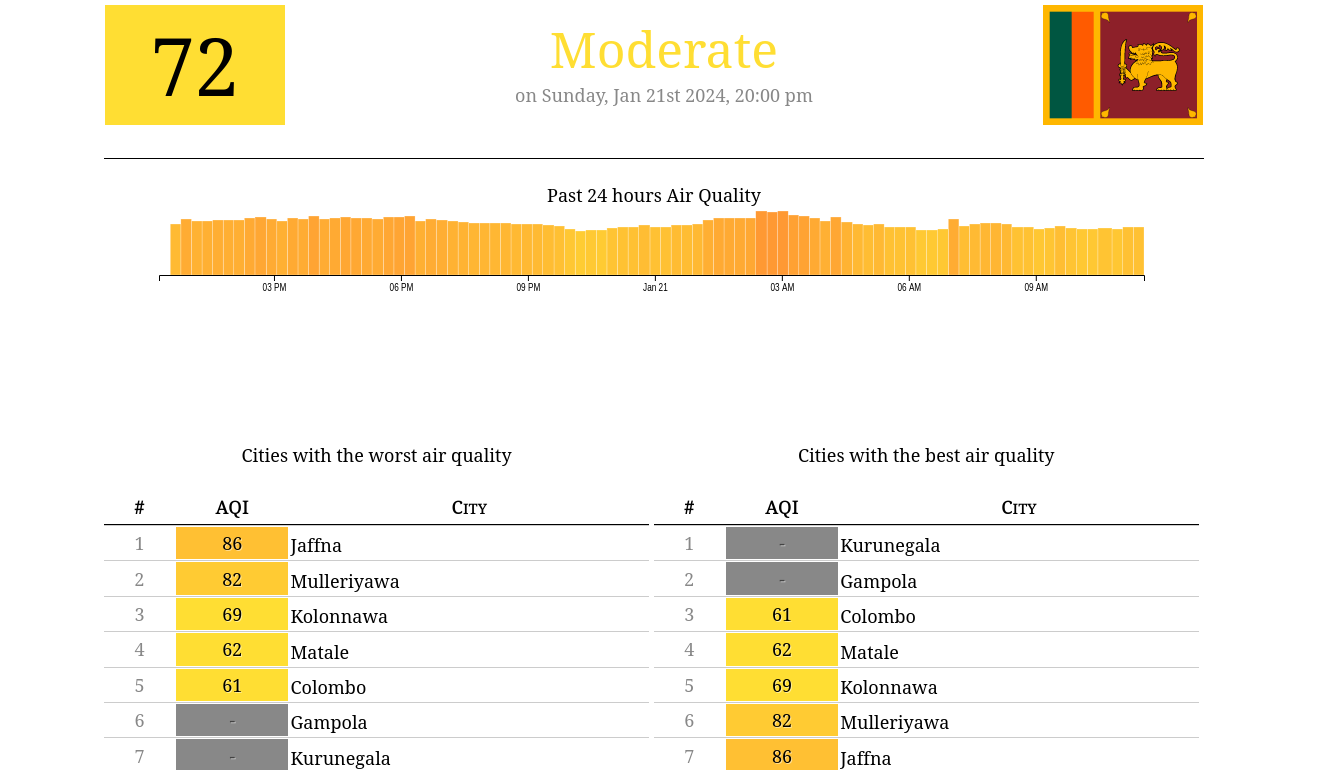 72
Moderate
on Sunday, Jan 21st 2024, 20:00 pm
Past 24 hours Air Quality
03 PM 06 PM 09 PM Jan 21 03 AM 06 AM 09 AM
Cities with the worst air quality
# AQI City
1 86 Jaffna
2 82 Mulleriyawa
3 69 Kolonnawa
4 62 Matale
5 61 Colombo
6 - Gampola
7 - Kurunegala
Cities with the best air quality
# AQI City
1 - Kurunegala
2 - Gampola
3 61 Colombo
4 62 Matale
5 69 Kolonnawa
6 82 Mulleriyawa
7 86 Jaffna